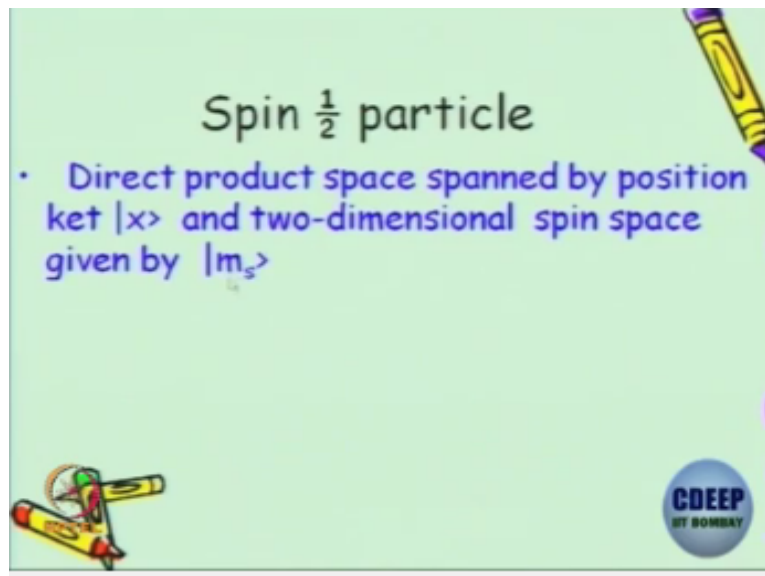 Spin ½ particle
• Direct product space spanned by position
ket |x> and two-dimensional spin space
given by |mₛ>
CDEEP
IIT BOMBAY